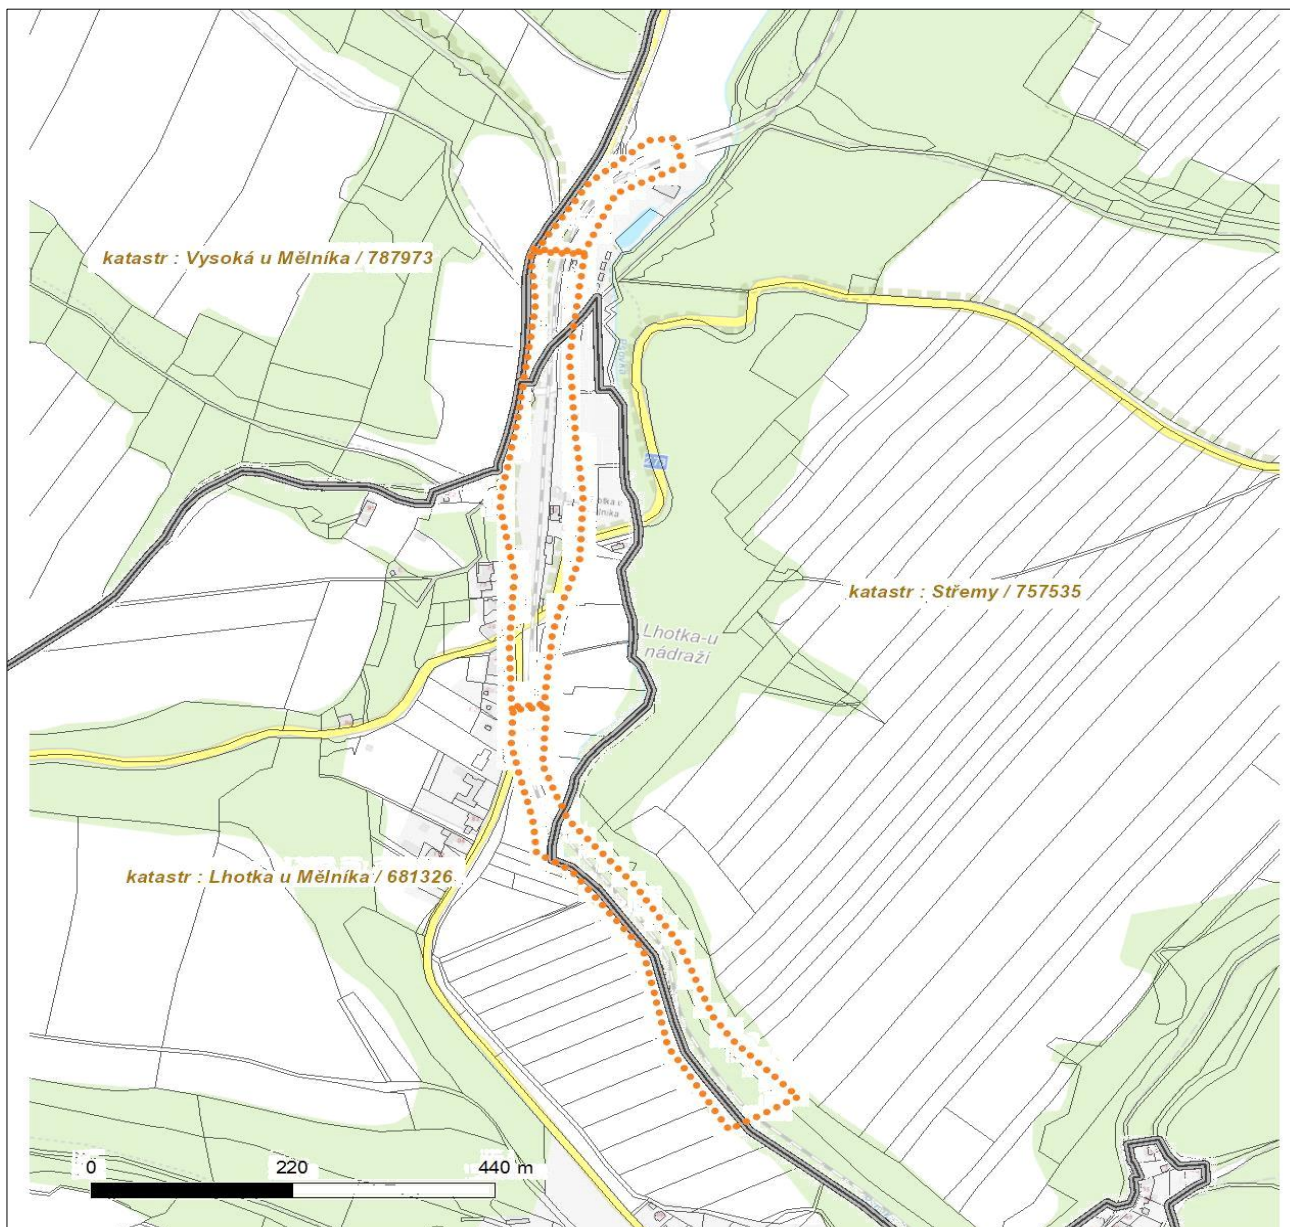 katastr : Vysoká u Mělníka / 787973
katastr : Střemy / 757535
Lhotka-u
nádraží
katastr : Lhotka u Mělníka / 681326
0 220 440 m